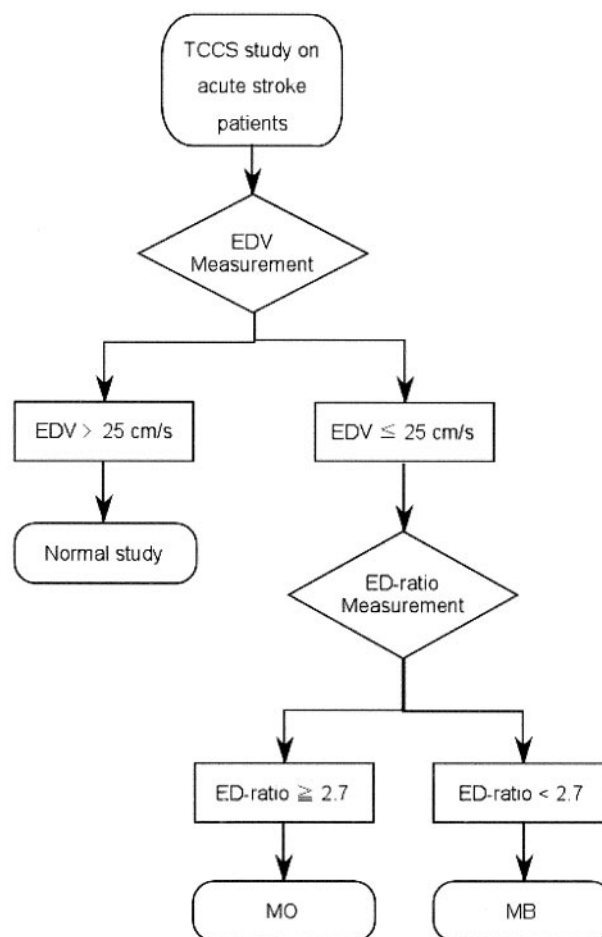 TCCS study on
acute stroke
patients
EDV
Measurement
EDV > 25 cm/s
EDV ≦ 25 cm/s
Normal study
ED-ratio
Measurement
ED-ratio ≧ 2.7
ED-ratio < 2.7
MO
MB